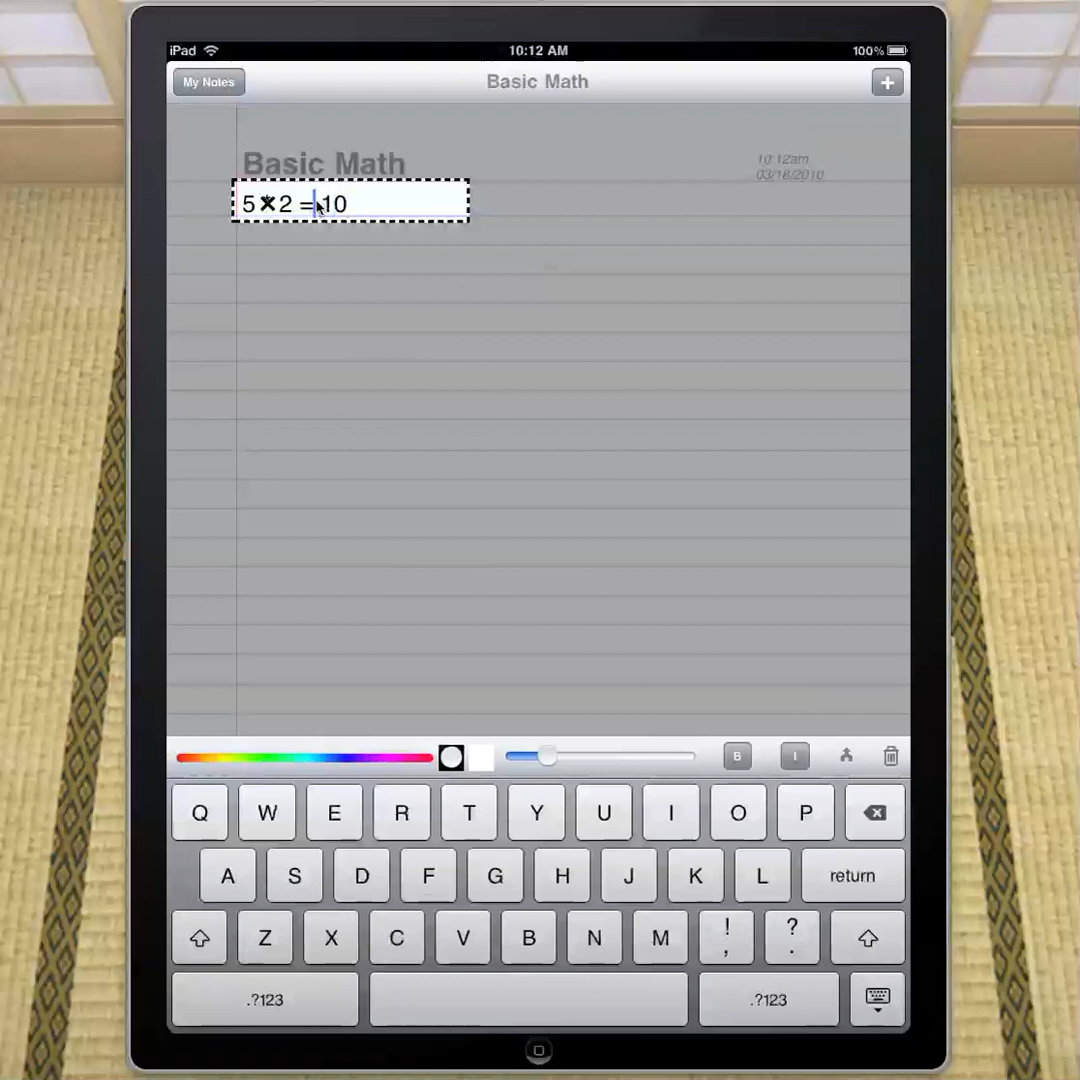 iPad 10:12 AM 100%
My Notes Basic Math +
Basic Math
10:12am
03/18/2010
5 * 2 = 10
B I
Q W E R T Y U I O P
A S D F G H J K L return
Z X C V B N M ! , ? .
.?123 .?123